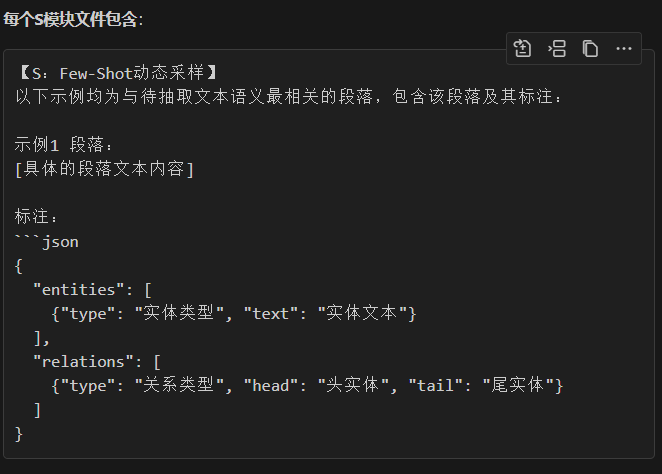 每个S模块文件包含:
【S：Few-Shot动态采样】
以下示例均为与待抽取文本语义最相关的段落，包含该段落及其标注：
示例1 段落：
[具体的段落文本内容]
标注：
```json
{
  "entities": [
    {"type": "实体类型", "text": "实体文本"}
  ],
  "relations": [
    {"type": "关系类型", "head": "头实体", "tail": "尾实体"}
  ]
}